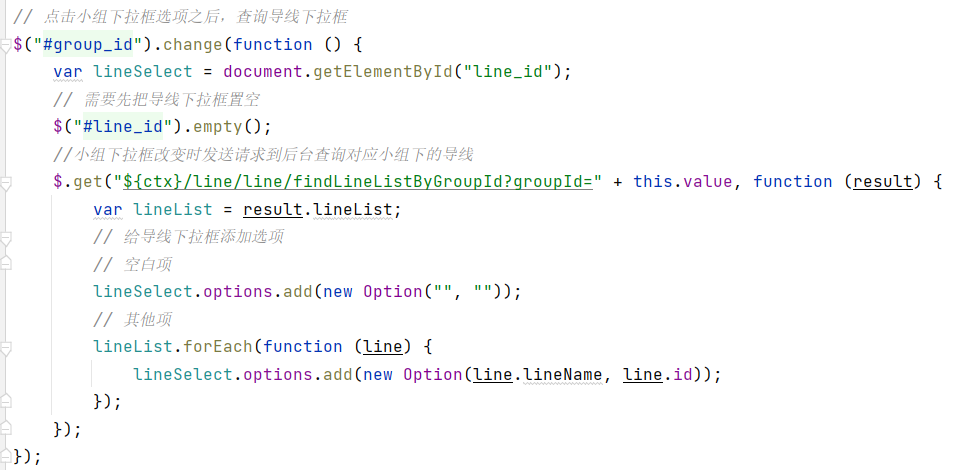 // 点击小组下拉框选项之后，查询导线下拉框
$("#group_id").change(function () {
    var lineSelect = document.getElementById("line_id");
    // 需要先把导线下拉框置空
    $("#line_id").empty();
    //小组下拉框改变时发送请求到后台查询对应小组下的导线
    $.get("${ctx}/line/line/findLineListByGroupId?groupId=" + this.value, function (result) {
        var lineList = result.lineList;
        // 给导线下拉框添加选项
        // 空白项
        lineSelect.options.add(new Option("", ""));
        // 其他项
        lineList.forEach(function (line) {
            lineSelect.options.add(new Option(line.lineName, line.id));
        });
    });
});